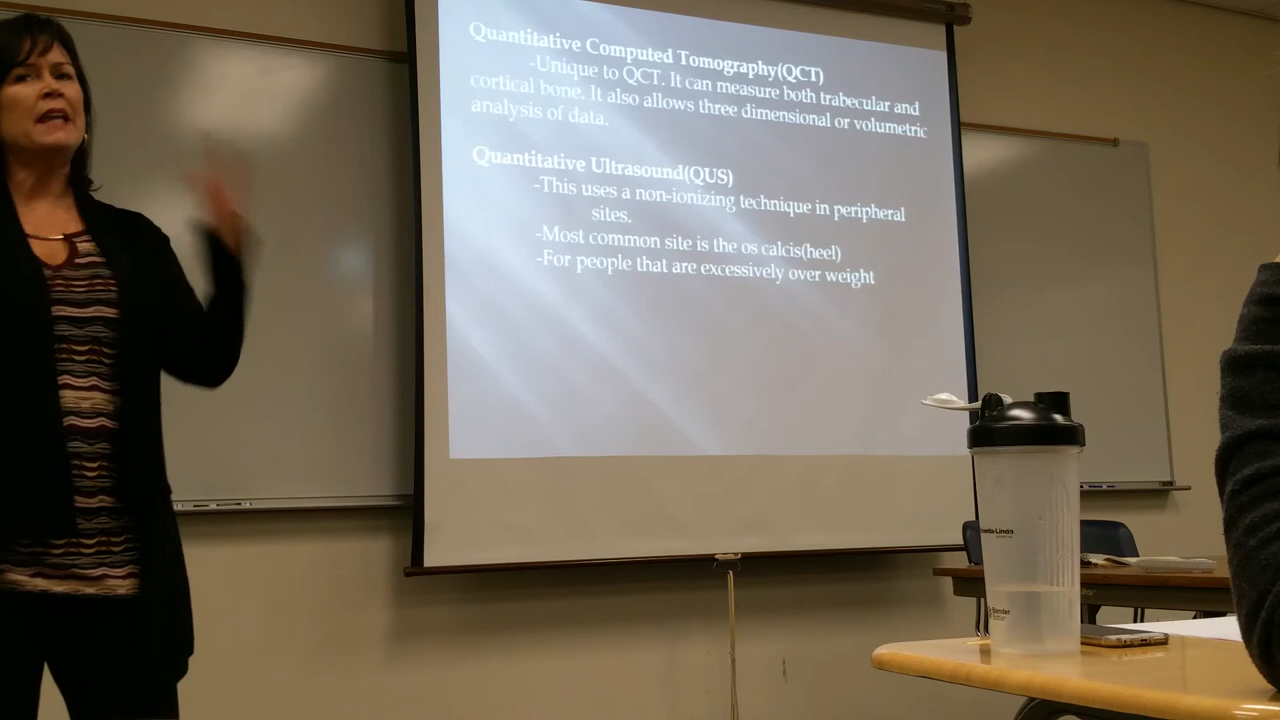 Quantitative Computed Tomography(QCT)
-Unique to QCT. It can measure both trabecular and
cortical bone. It also allows three dimensional or volumetric
analysis of data.
Quantitative Ultrasound(QUS)
-This uses a non-ionizing technique in peripheral
sites.
-Most common site is the os calcis(heel)
-For people that are excessively over weight
Blender